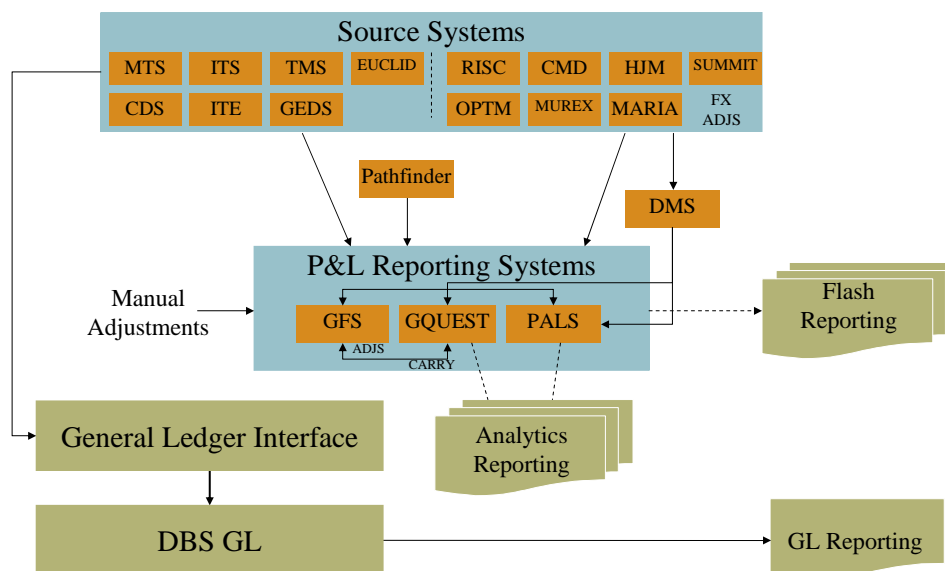 Source Systems
MTS ITS TMS EUCLID RISC CMD HJM SUMMIT
CDS ITE GEDS OPTM MUREX MARIA FX
ADJS
Pathfinder
DMS
P&L Reporting Systems
Manual
Adjustments
GFS GQUEST PALS
ADJS
CARRY
Flash
Reporting
General Ledger Interface
Analytics
Reporting
DBS GL
GL Reporting